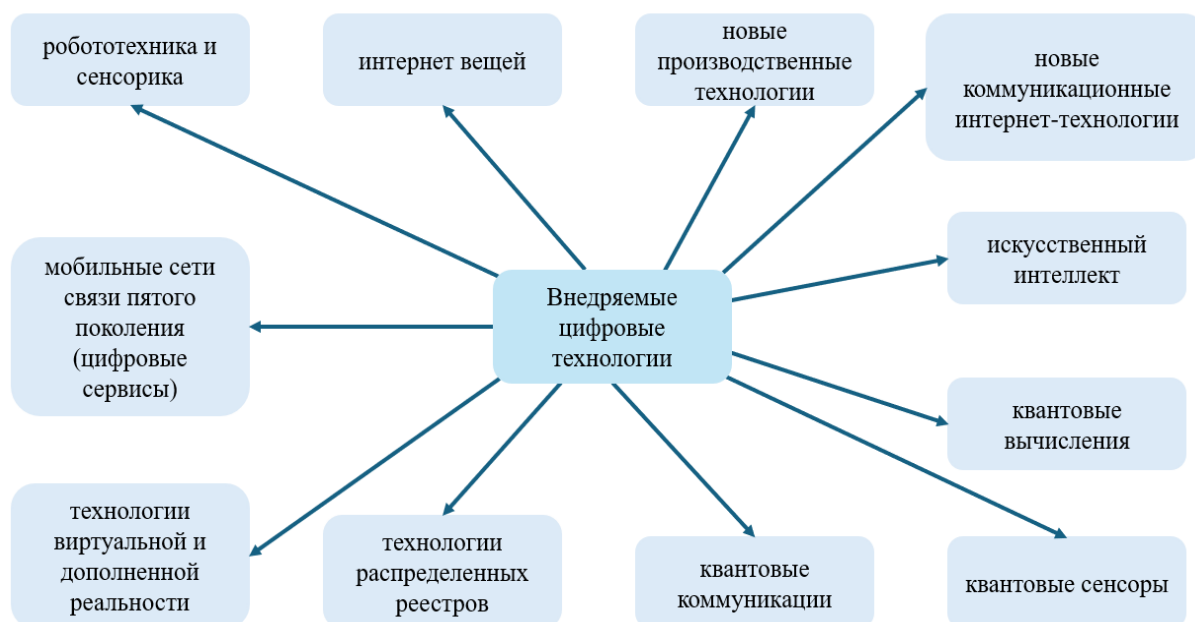 робототехника и
сенсорика
интернет вещей
новые
производственные
технологии
новые
коммуникационные
интернет-технологии
мобильные сети
связи пятого
поколения
(цифровые
сервисы)
Внедряемые
цифровые
технологии
искусственный
интеллект
квантовые
вычисления
технологии
виртуальной и
дополненной
реальности
технологии
распределенных
реестров
квантовые
коммуникации
квантовые сенсоры